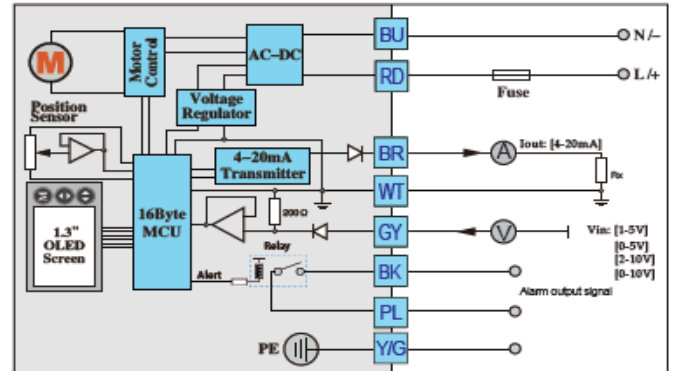 M
Motor
Control
AC-DC
BU
N/-
RD
L/+
Fuse
Voltage
Regulator
Position
Sensor
4-20mA
Transmitter
BR
A
Iout: [4-20mA]
Rx
WT
16Byte
MCU
200Ω
GY
V
Vin: [1-5V]
[0-5V]
[2-10V]
[0-10V]
M
1.3"
OLED
Screen
Relay
Alert
BK
Alarm output signal
PL
PE
Y/G